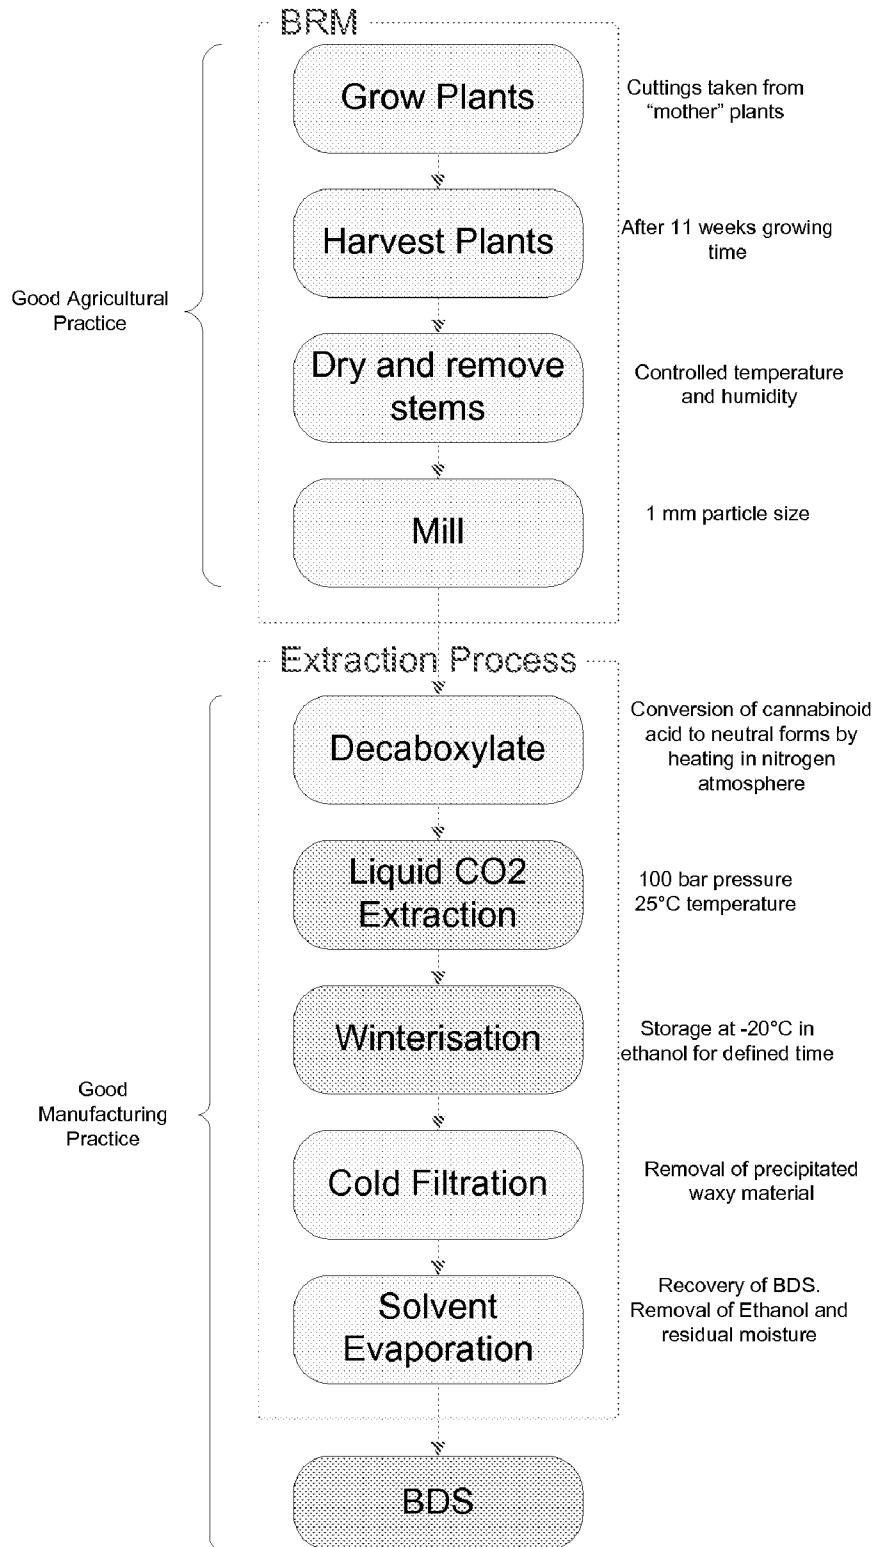 BRM
Grow Plants
Cuttings taken from
“mother” plants
Harvest Plants
After 11 weeks growing
time
Good Agricultural
Practice
Dry and remove
stems
Controlled temperature
and humidity
Mill
1 mm particle size
Extraction Process
Decaboxylate
Conversion of cannabinoid
acid to neutral forms by
heating in nitrogen
atmosphere
Liquid CO2
Extraction
100 bar pressure
25°C temperature
Winterisation
Storage at -20°C in
ethanol for defined time
Good
Manufacturing
Practice
Cold Filtration
Removal of precipitated
waxy material
Solvent
Evaporation
Recovery of BDS.
Removal of Ethanol and
residual moisture
BDS